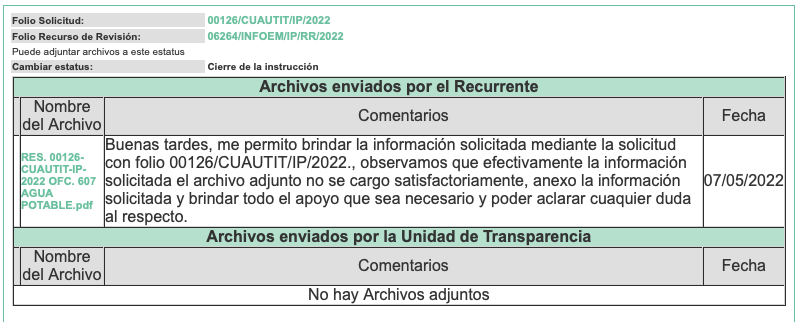 Folio Solicitud: 00126/CUAUTIT/IP/2022
Folio Recurso de Revisión: 06264/INFOEM/IP/RR/2022
Puede adjuntar archivos a este estatus
Cambiar estatus: Cierre de la instrucción
Archivos enviados por el Recurrente
Nombre del Archivo Comentarios Fecha
RES. 00126-
CUAUTIT-IP-
2022 OFC. 607
AGUA
POTABLE.pdf
Buenas tardes, me permito brindar la información solicitada mediante la solicitud
con folio 00126/CUAUTIT/IP/2022., observamos que efectivamente la información
solicitada el archivo adjunto no se cargo satisfactoriamente, anexo la información
solicitada y brindar todo el apoyo que sea necesario y poder aclarar cuaquier duda
al respecto.
07/05/2022
Archivos enviados por la Unidad de Transparencia
Nombre del Archivo Comentarios Fecha
No hay Archivos adjuntos